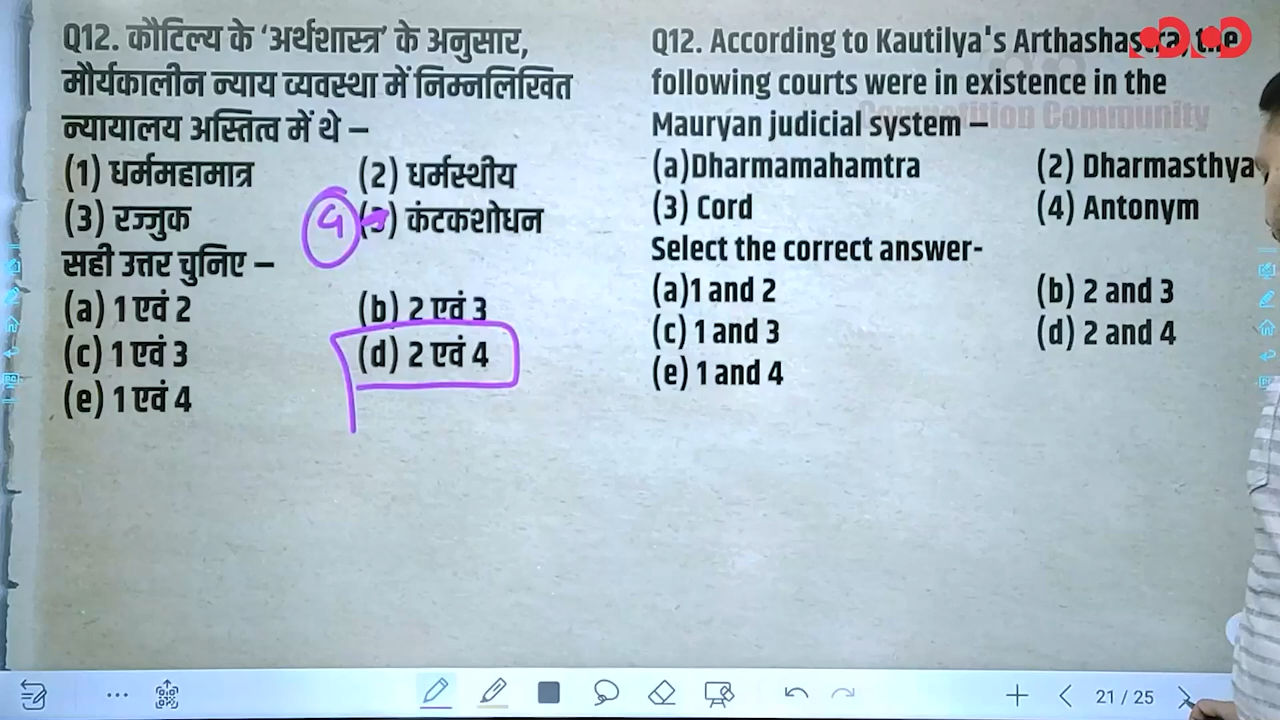 Q12. कौटिल्य के ‘अर्थशास्त्र’ के अनुसार,
मौर्यकालीन न्याय व्यवस्था में निम्नलिखित
न्यायालय अस्तित्व में थे –
(1) धर्ममहामात्र (2) धर्मस्थीय
(3) रज्जुक 4 (3) कंटकशोधन
सही उत्तर चुनिए –
(a) 1 एवं 2 (b) 2 एवं 3
(c) 1 एवं 3 (d) 2 एवं 4
(e) 1 एवं 4
Q12. According to Kautilya's Arthashastra, the
following courts were in existence in the
Mauryan judicial system –
Competition Community
(a)Dharmamahamtra (2) Dharmasthya
(3) Cord (4) Antonym
Select the correct answer-
(a)1 and 2 (b) 2 and 3
(c) 1 and 3 (d) 2 and 4
(e) 1 and 4
21 / 25